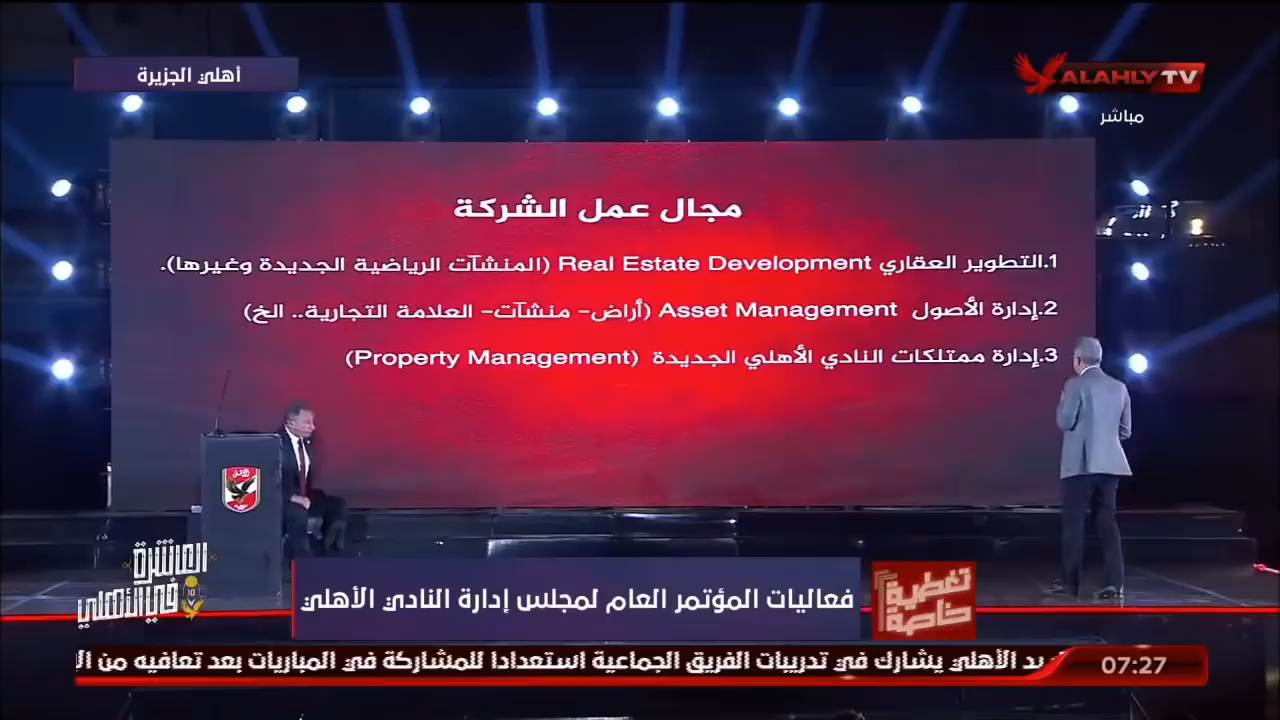 أهلي الجزيرة
ALAHLY TV
مباشر
مجال عمل الشركة
1.التطوير العقاري Real Estate Development (المنشآت الرياضية الجديدة وغيرها).
2.إدارة الأصول Asset Management (أراض- منشآت- العلامة التجارية.. الخ)
3.إدارة ممتلكات النادي الأهلي الجديدة (Property Management)
العاشرة
في الأهلي
تغطية
خاصة
فعاليات المؤتمر العام لمجلس إدارة النادي الأهلي
يد الأهلي يشارك في تدريبات الفريق الجماعية استعدادا للمشاركة في المباريات بعد تعافيه من
07:27